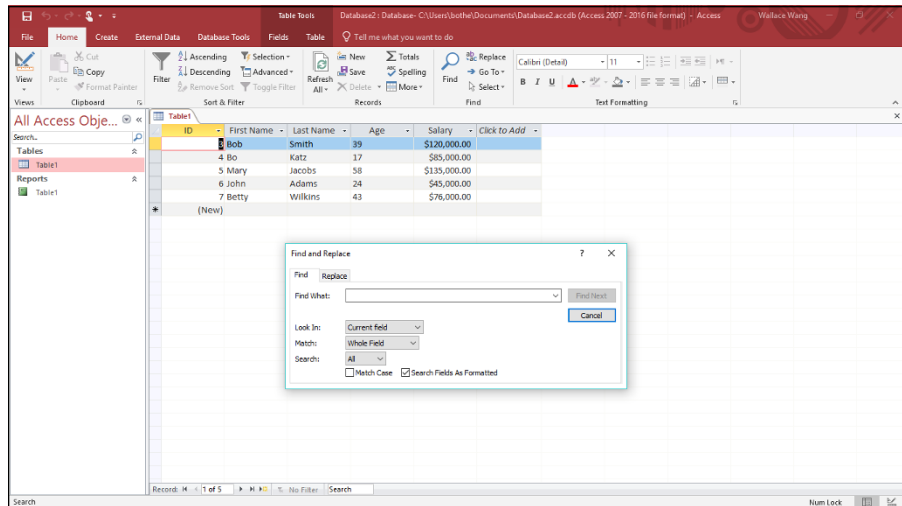 Table Tools Database2 : Database- C:\Users\bothe\Documents\Database2.accdb (Access 2007 - 2016 file format) - Access Wallace Wang
File Home Create External Data Database Tools Fields Table Tell me what you want to do
View
Paste
Cut
Copy
Format Painter
Filter
Ascending
Descending
Remove Sort
Selection
Advanced
Toggle Filter
Refresh All
New
Save
Delete
Totals
Spelling
More
Find
Replace
Go To
Select
Calibri (Detail) 11
B I U A
Views Clipboard Sort & Filter Records Find Text Formatting
All Access Obje...
Search...
Tables
Table1
Reports
Table1
Table1
ID First Name Last Name Age Salary Click to Add
3 Bob Smith 39 $120,000.00
4 Bo Katz 17 $85,000.00
5 Mary Jacobs 58 $135,000.00
6 John Adams 24 $45,000.00
7 Betty Wilkins 43 $76,000.00
(New)
Find and Replace ?
Find Replace
Find What: Find Next
Cancel
Look In: Current field
Match: Whole Field
Search: All
Match Case Search Fields As Formatted
Record: 1 of 5 No Filter Search
Search Num Lock